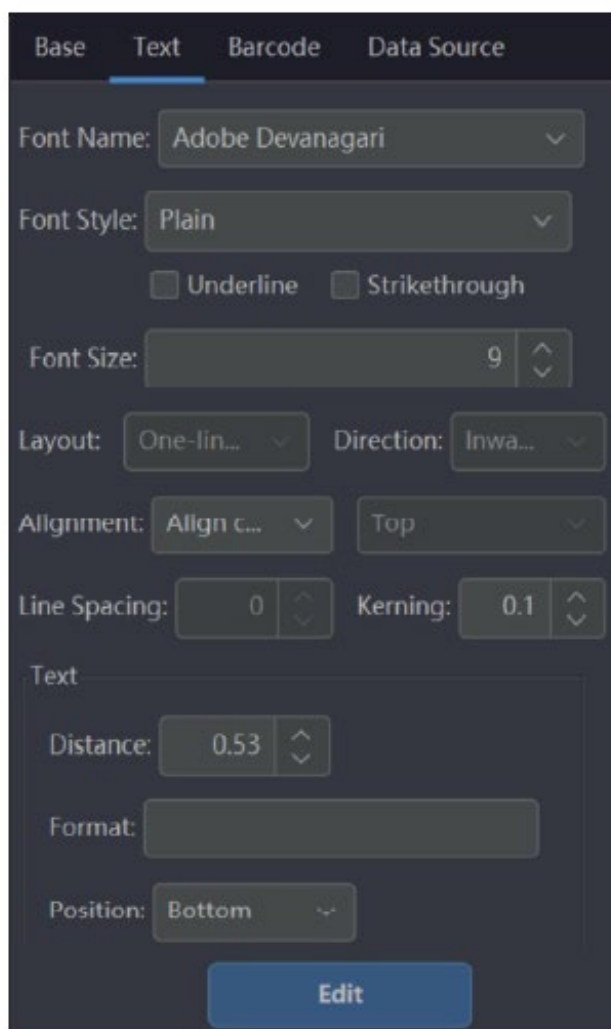 Base Text Barcode Data Source
Font Name: Adobe Devanagari
Font Style: Plain
Underline Strikethrough
Font Size: 9
Layout: One-lin... Direction: Inwa...
Alignment: Align c... Top
Line Spacing: 0 Kerning: 0.1
Text
Distance: 0.53
Format:
Position: Bottom
Edit